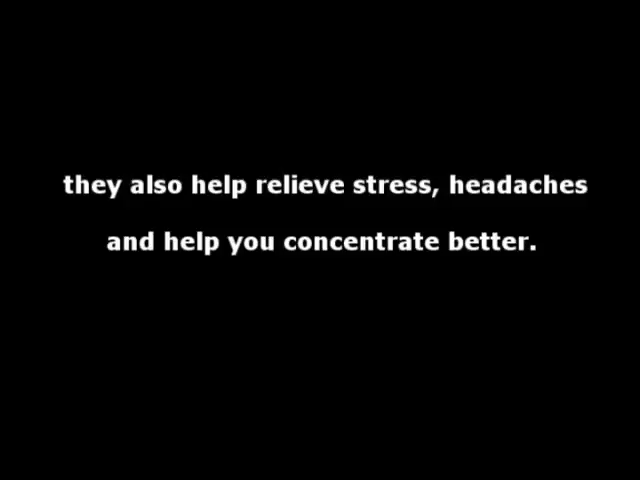 they also help relieve stress, headaches
and help you concentrate better.